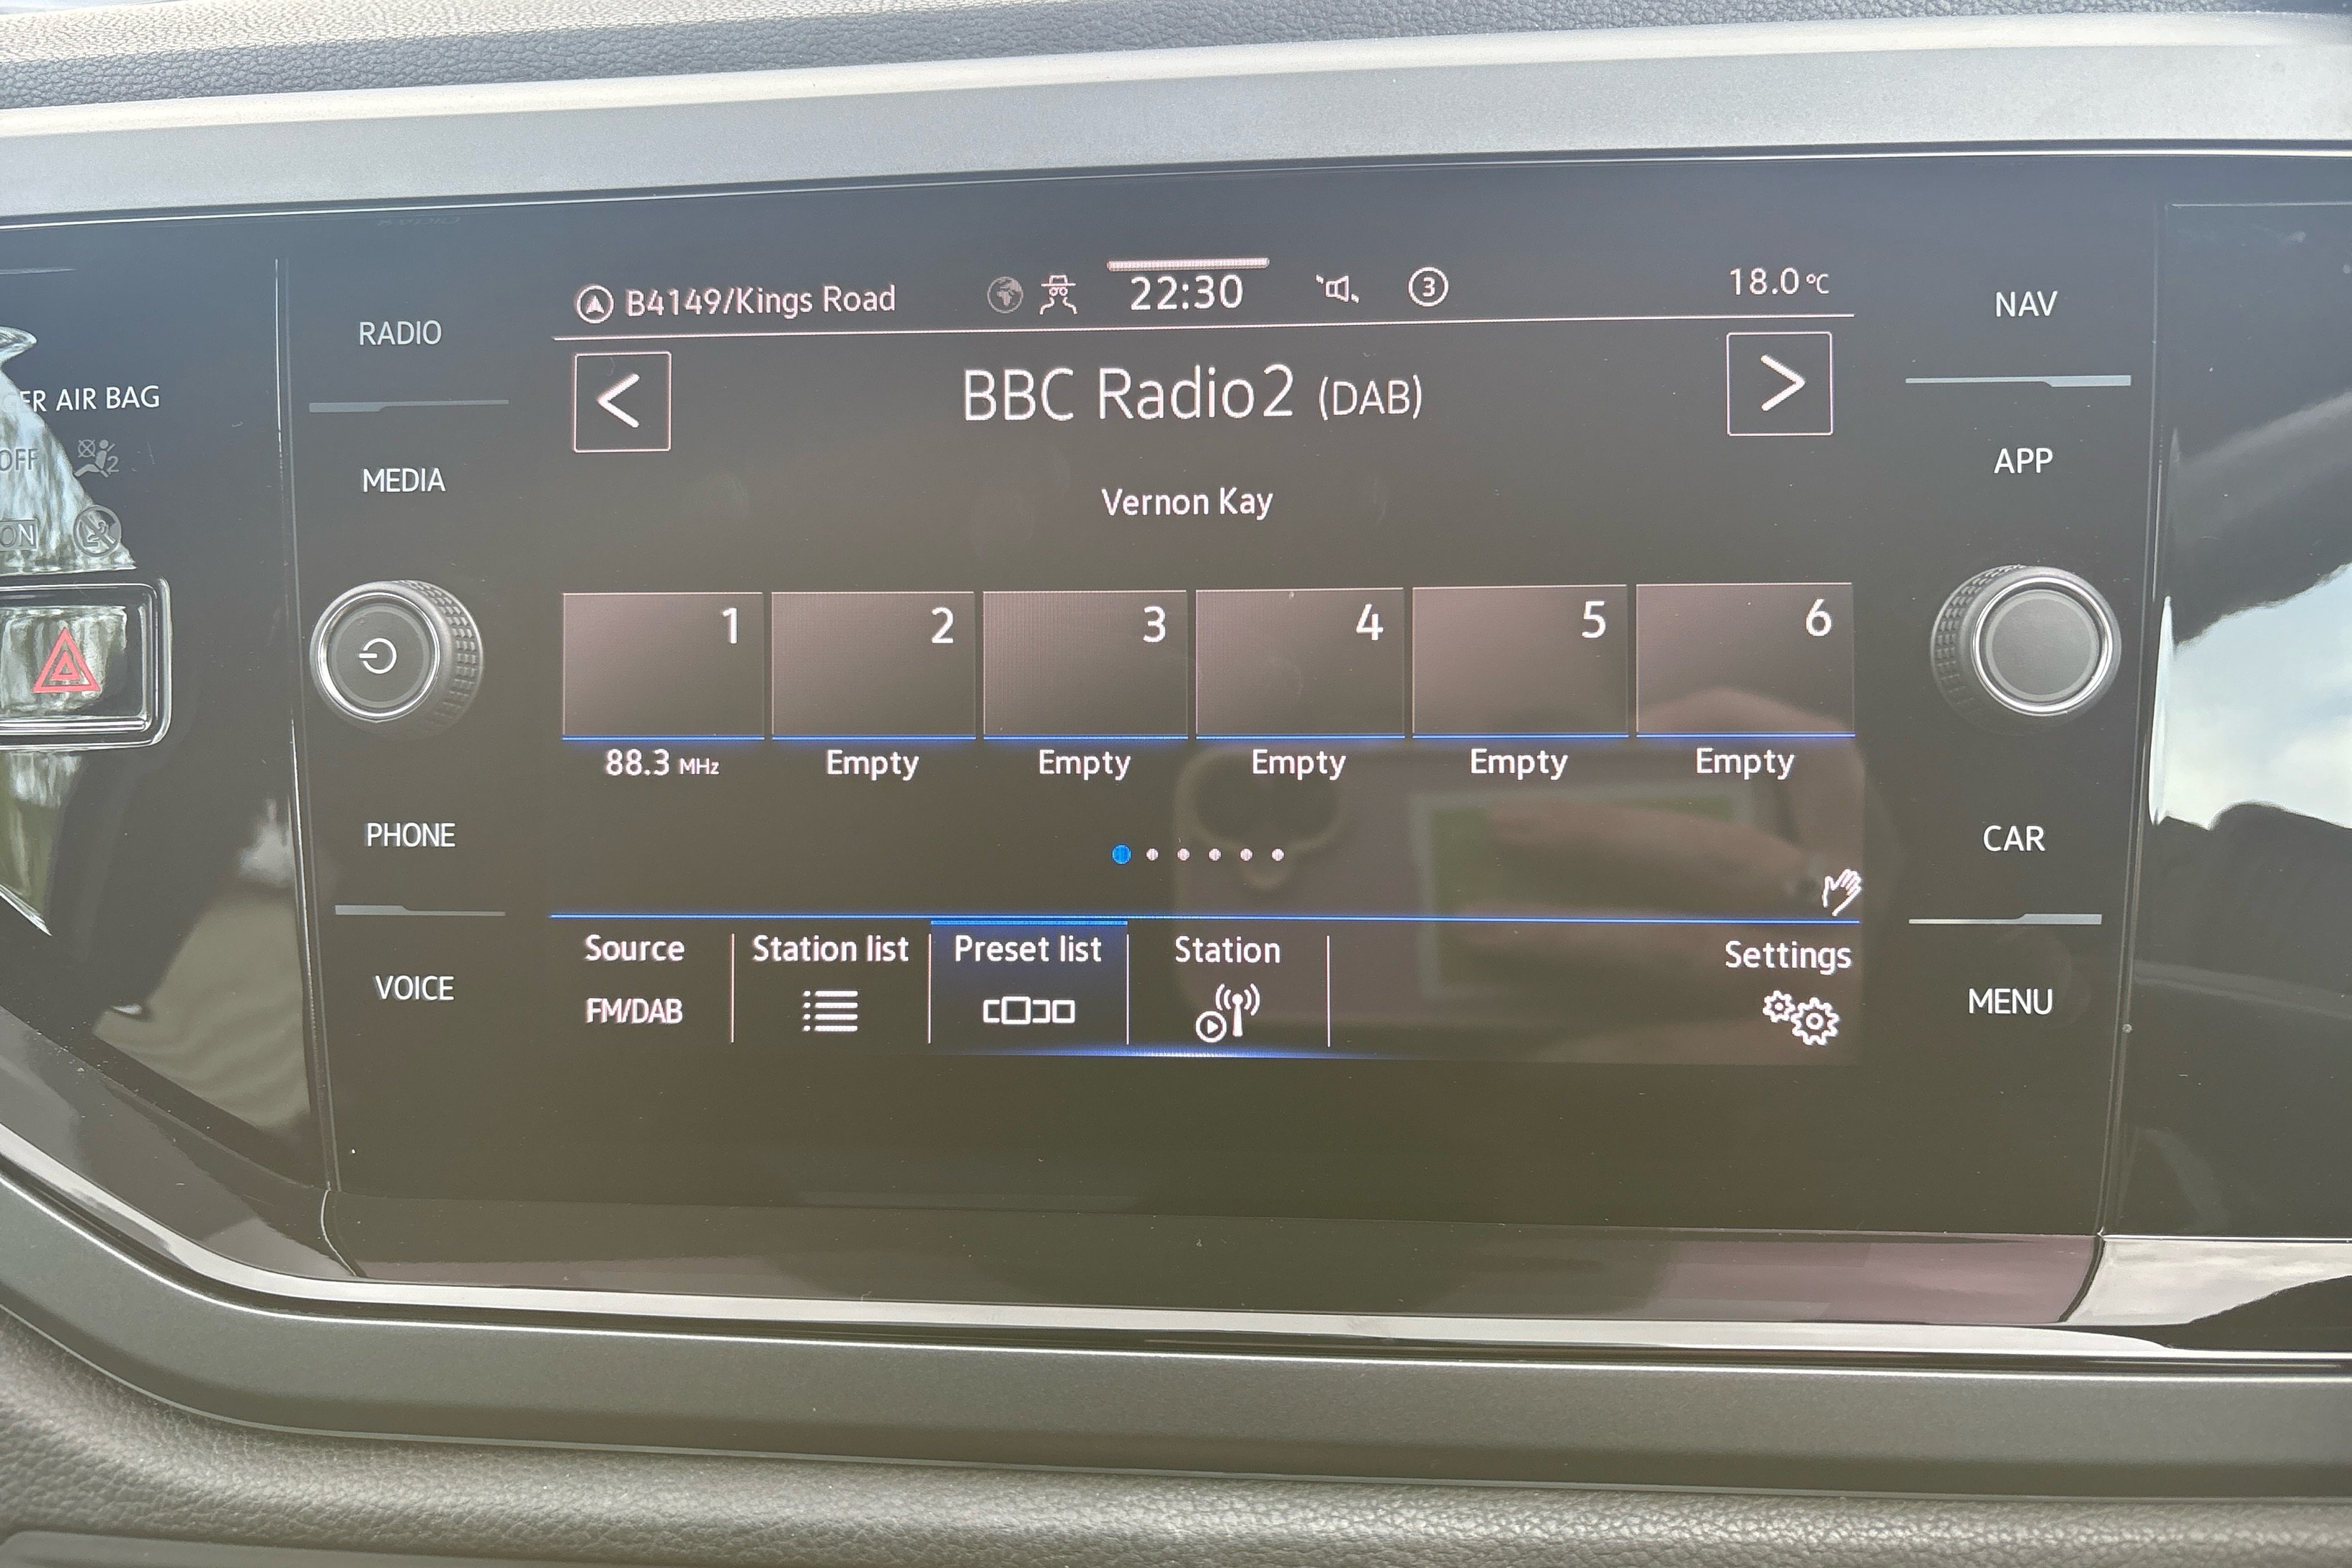 B4149/Kings Road
22:30
3
18.0 °C
RADIO
NAV
BBC Radio2 (DAB)
AIR BAG
OFF
2
MEDIA
APP
Vernon Kay
ON
1 2 3 4 5 6
88.3 MHz Empty Empty Empty Empty Empty
PHONE
CAR
Source Station list Preset list Station Settings
FM/DAB
VOICE
MENU